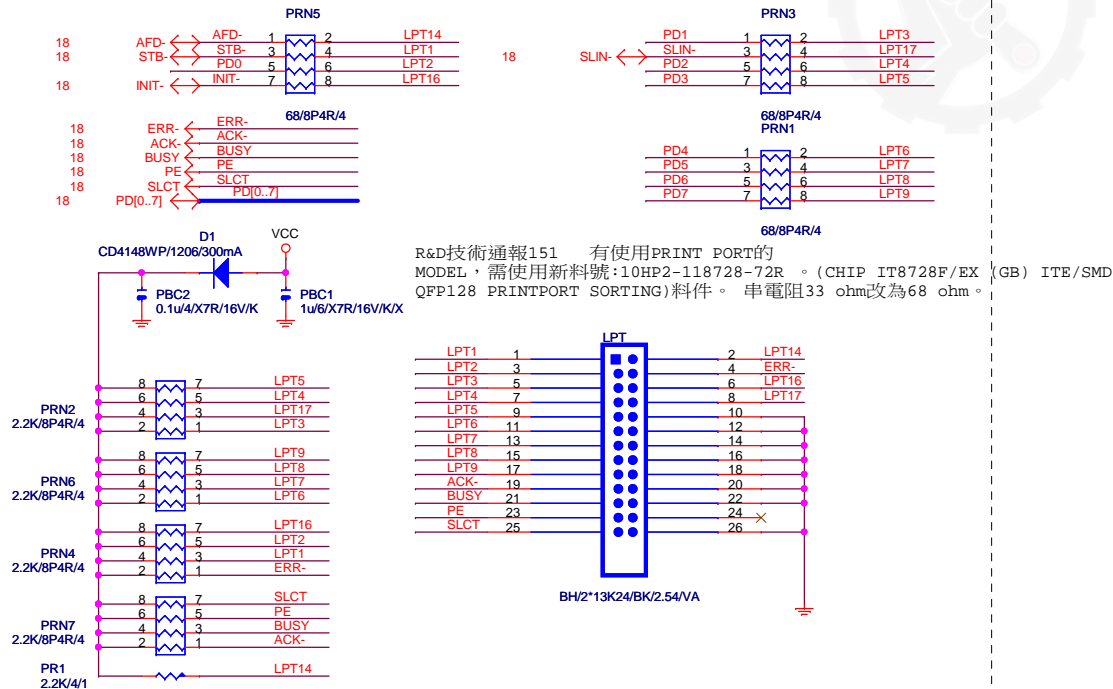 PRN5
18 AFD- AFD- 1 2 LPT14
18 STB- STB- 3 4 LPT1
PD0 5 6 LPT2
18 INIT- INIT- 7 8 LPT16
68/8P4R/4
PRN3
PD1 1 2 LPT3
18 SLIN- SLIN- 3 4 LPT17
PD2 5 6 LPT4
PD3 7 8 LPT5
68/8P4R/4
18 ERR- ERR-
18 ACK- ACK-
18 BUSY BUSY
18 PE PE
18 SLCT SLCT
18 PD[0..7] PD[0..7]
PRN1
PD4 1 2 LPT6
PD5 3 4 LPT7
PD6 5 6 LPT8
PD7 7 8 LPT9
68/8P4R/4
D1
CD4148WP/1206/300mA
VCC
PBC2
0.1u/4/X7R/16V/K
PBC1
1u/6/X7R/16V/K/X
R&D技術通報151 有使用PRINT PORT的
MODEL,需使用新料號:10HP2-118728-72R 。(CHIP IT8728F/EX (GB) ITE/SMD
QFP128 PRINTPORT SORTING)料件。 串電阻33 ohm改為68 ohm。
PRN2
2.2K/8P4R/4
8 7 LPT5
6 5 LPT4
4 3 LPT17
2 1 LPT3
PRN6
2.2K/8P4R/4
8 7 LPT9
6 5 LPT8
4 3 LPT7
2 1 LPT6
PRN4
2.2K/8P4R/4
8 7 LPT16
6 5 LPT2
4 3 LPT1
2 1 ERR-
PRN7
2.2K/8P4R/4
8 7 SLCT
6 5 PE
4 3 BUSY
2 1 ACK-
PR1
2.2K/4/1
LPT14
LPT
LPT1 1 2 LPT14
LPT2 3 4 ERR-
LPT3 5 6 LPT16
LPT4 7 8 LPT17
LPT5 9 10
LPT6 11 12
LPT7 13 14
LPT8 15 16
LPT9 17 18
ACK- 19 20
BUSY 21 22
PE 23 24
SLCT 25 26
BH/2*13K24/BK/2.54/VA